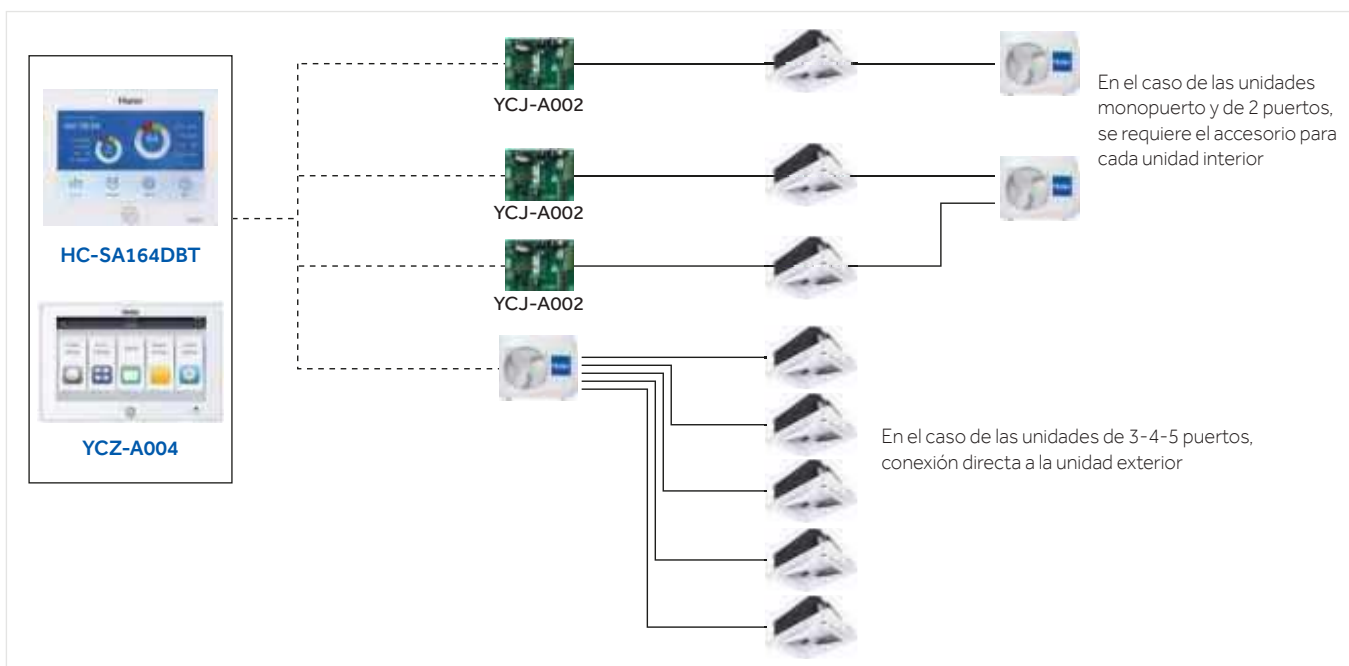 YCJ-A002
En el caso de las unidades
monopuerto y de 2 puertos,
se requiere el accesorio para
cada unidad interior
Haier
YCJ-A002
HC-SA164DBT
YCJ-A002
YCZ-A004
En el caso de las unidades de 3-4-5 puertos,
conexión directa a la unidad exterior